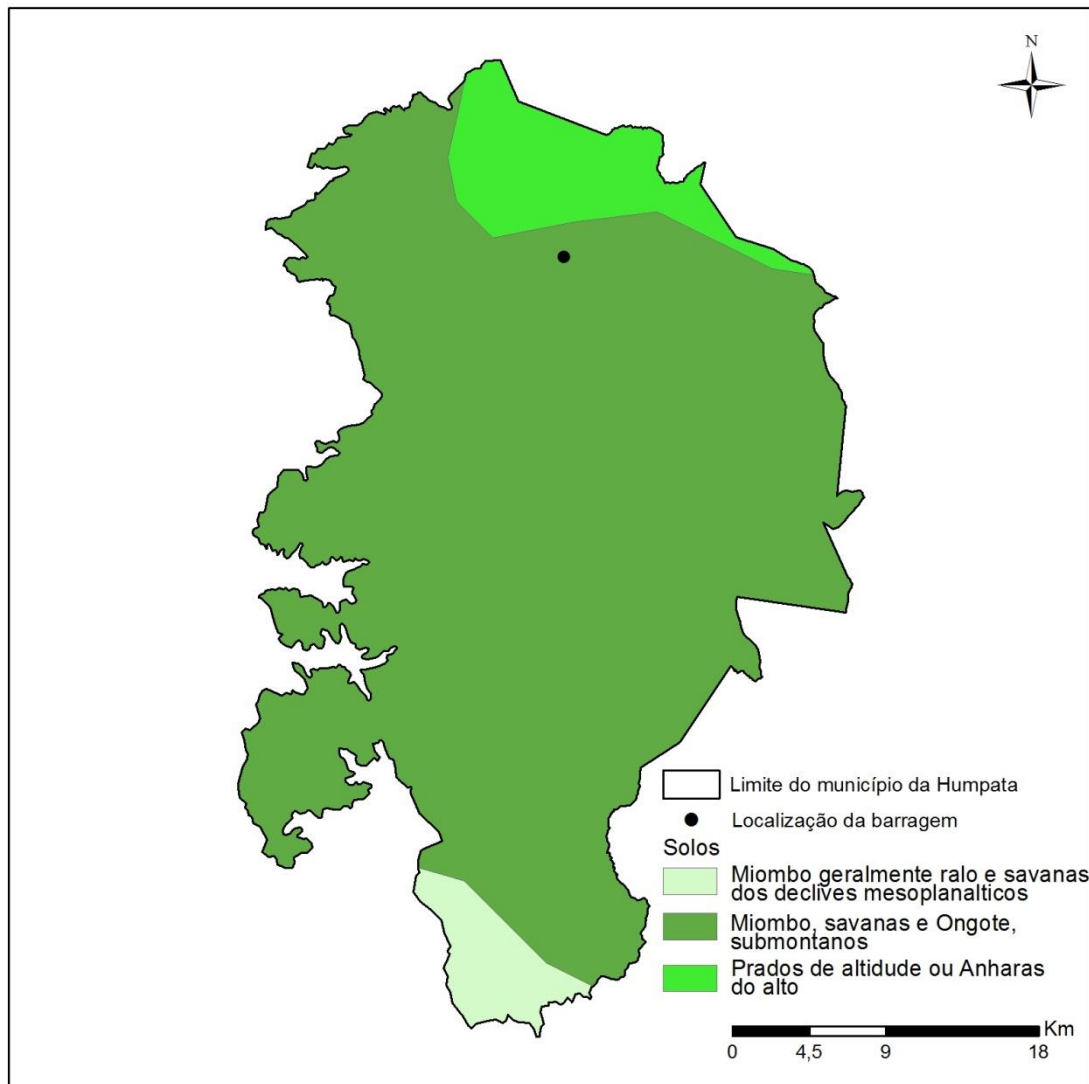 N
Limite do município da Humpata
Localização da barragem
Solos
Miombo geralmente ralo e savanas
dos declives mesoplanalticos
Miombo, savanas e Ongote,
submontanos
Prados de altidude ou Anharas
do alto
Km
0 4,5 9 18